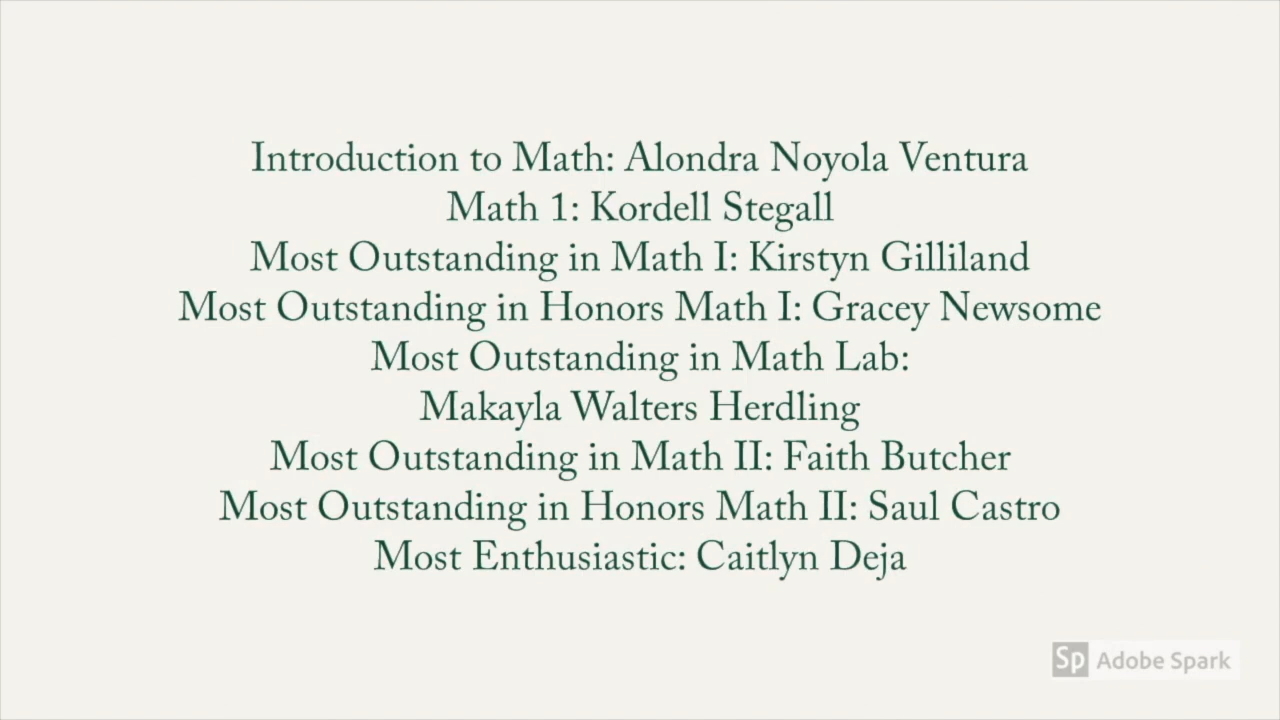 Introduction to Math: Alondra Noyola Ventura
Math 1: Kordell Stegall
Most Outstanding in Math I: Kirstyn Gilliland
Most Outstanding in Honors Math I: Gracey Newsome
Most Outstanding in Math Lab:
Makayla Walters Herdling
Most Outstanding in Math II: Faith Butcher
Most Outstanding in Honors Math II: Saul Castro
Most Enthusiastic: Caitlyn Deja
Sp Adobe Spark